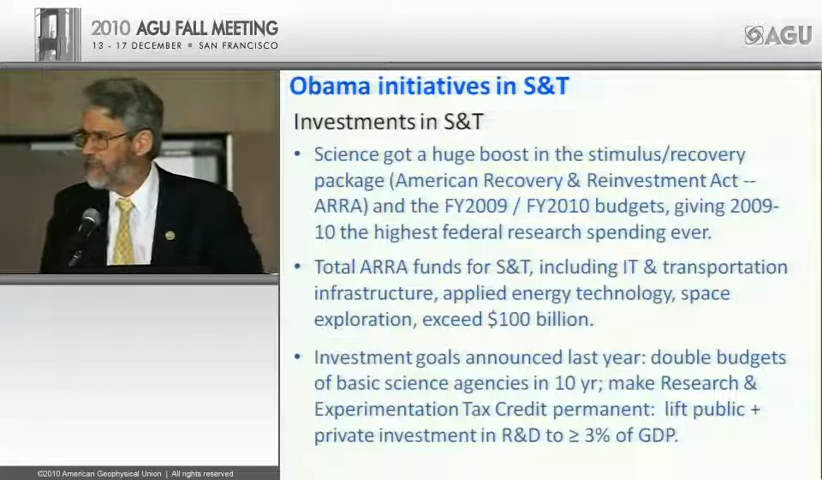 2010 AGU FALL MEETING
13 - 17 DECEMBER ■ SAN FRANCISCO
AGU
Obama initiatives in S&T
Investments in S&T
• Science got a huge boost in the stimulus/recovery
package (American Recovery & Reinvestment Act --
ARRA) and the FY2009 / FY2010 budgets, giving 2009-
10 the highest federal research spending ever.
• Total ARRA funds for S&T, including IT & transportation
infrastructure, applied energy technology, space
exploration, exceed $100 billion.
• Investment goals announced last year: double budgets
of basic science agencies in 10 yr; make Research &
Experimentation Tax Credit permanent: lift public +
private investment in R&D to ≥ 3% of GDP.
©2010 American Geophysical Union | All rights reserved